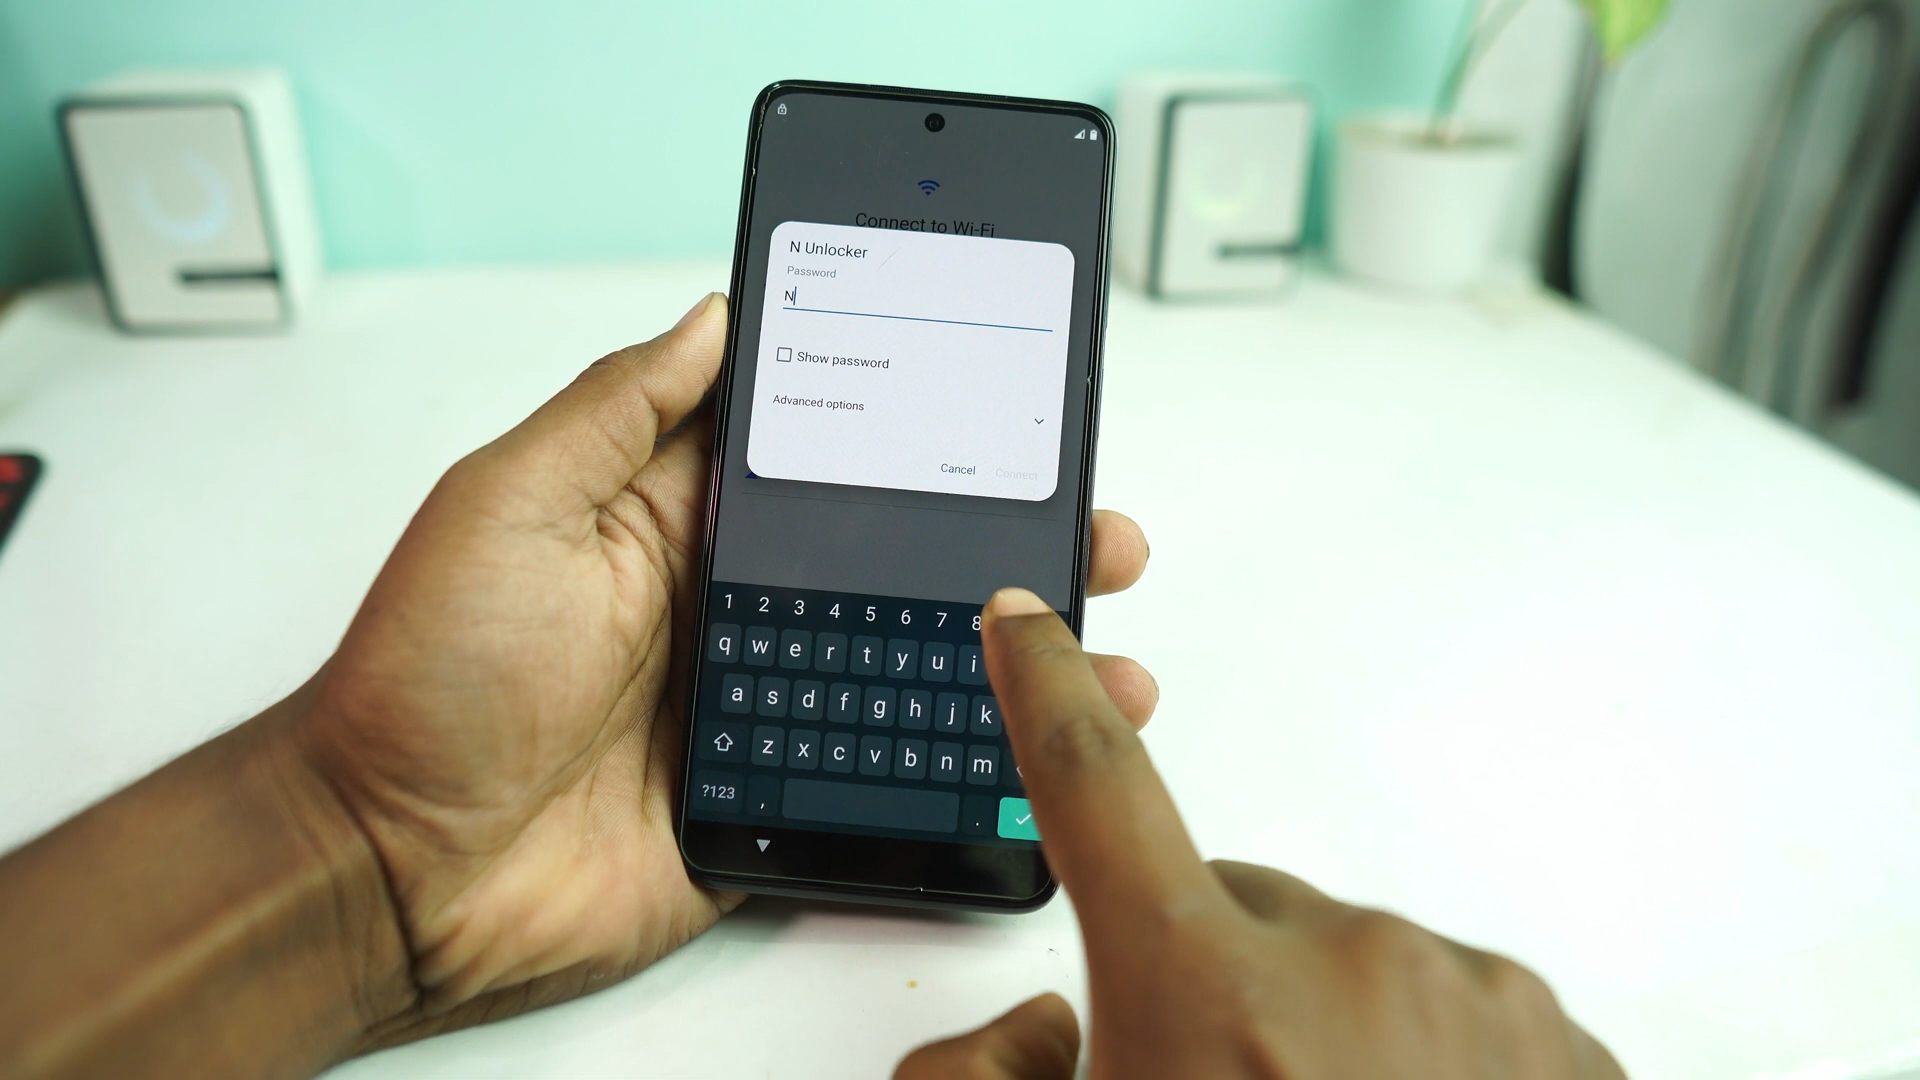 Connect to Wi-Fi
N Unlocker
Password
N
Show password
Advanced options
Cancel Connect
1 2 3 4 5 6 7 8
q w e r t y u i
a s d f g h j k
z x c v b n m
?123 , .